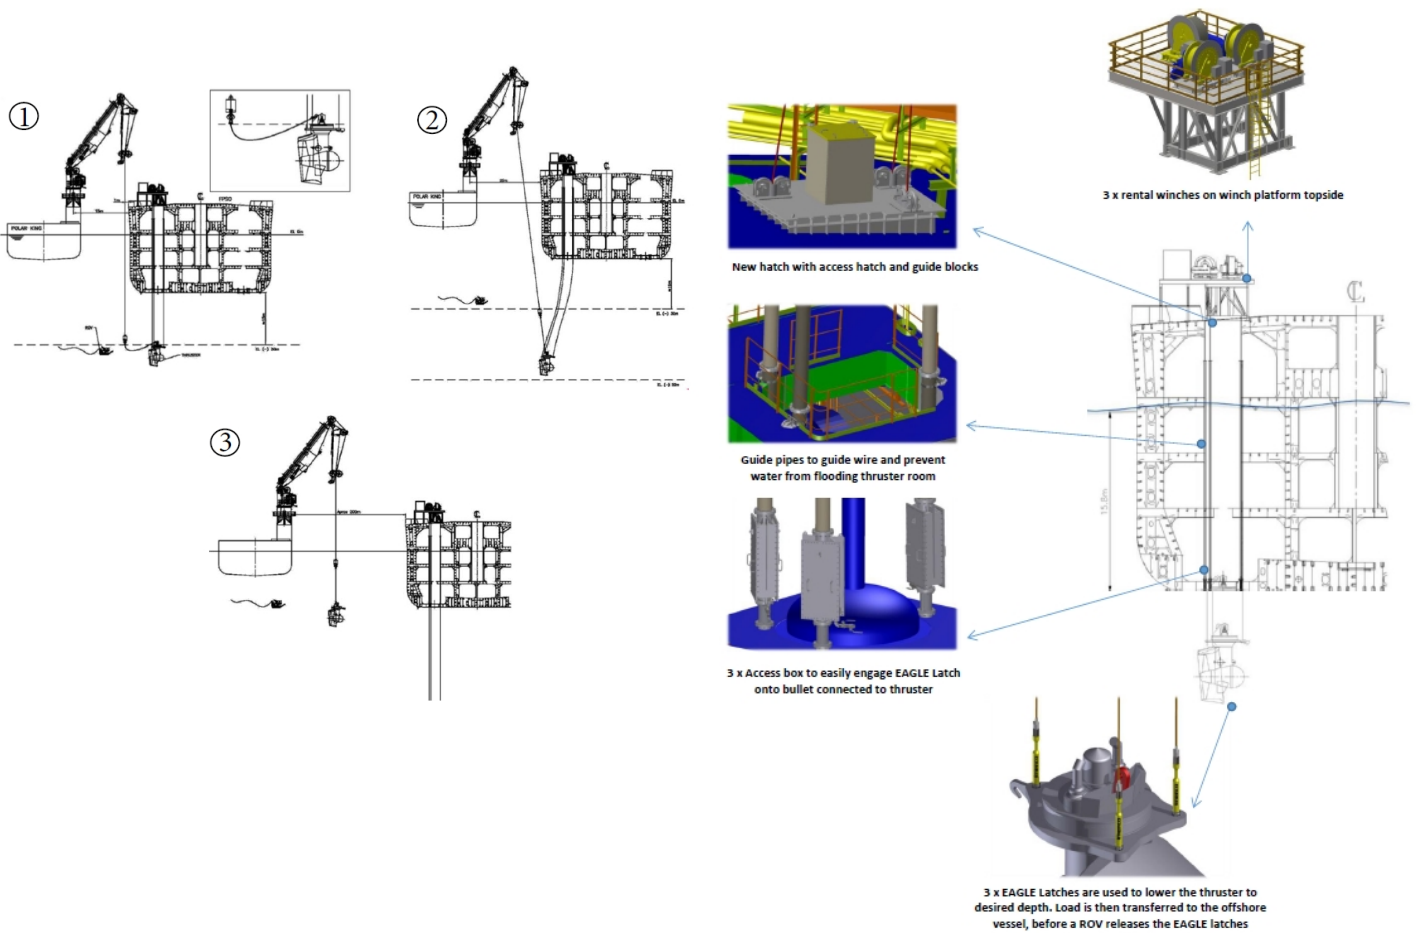 ①
POLAR KING
FPSO
℄
ROV
②
℄
③
℄
3 x rental winches on winch platform topside
New hatch with access hatch and guide blocks
Guide pipes to guide wire and prevent
water from flooding thruster room
3 x Access box to easily engage EAGLE Latch
onto bullet connected to thruster
℄
15,8m
3 x EAGLE Latches are used to lower the thruster to
desired depth. Load is then transferred to the offshore
vessel, before a ROV releases the EAGLE latches